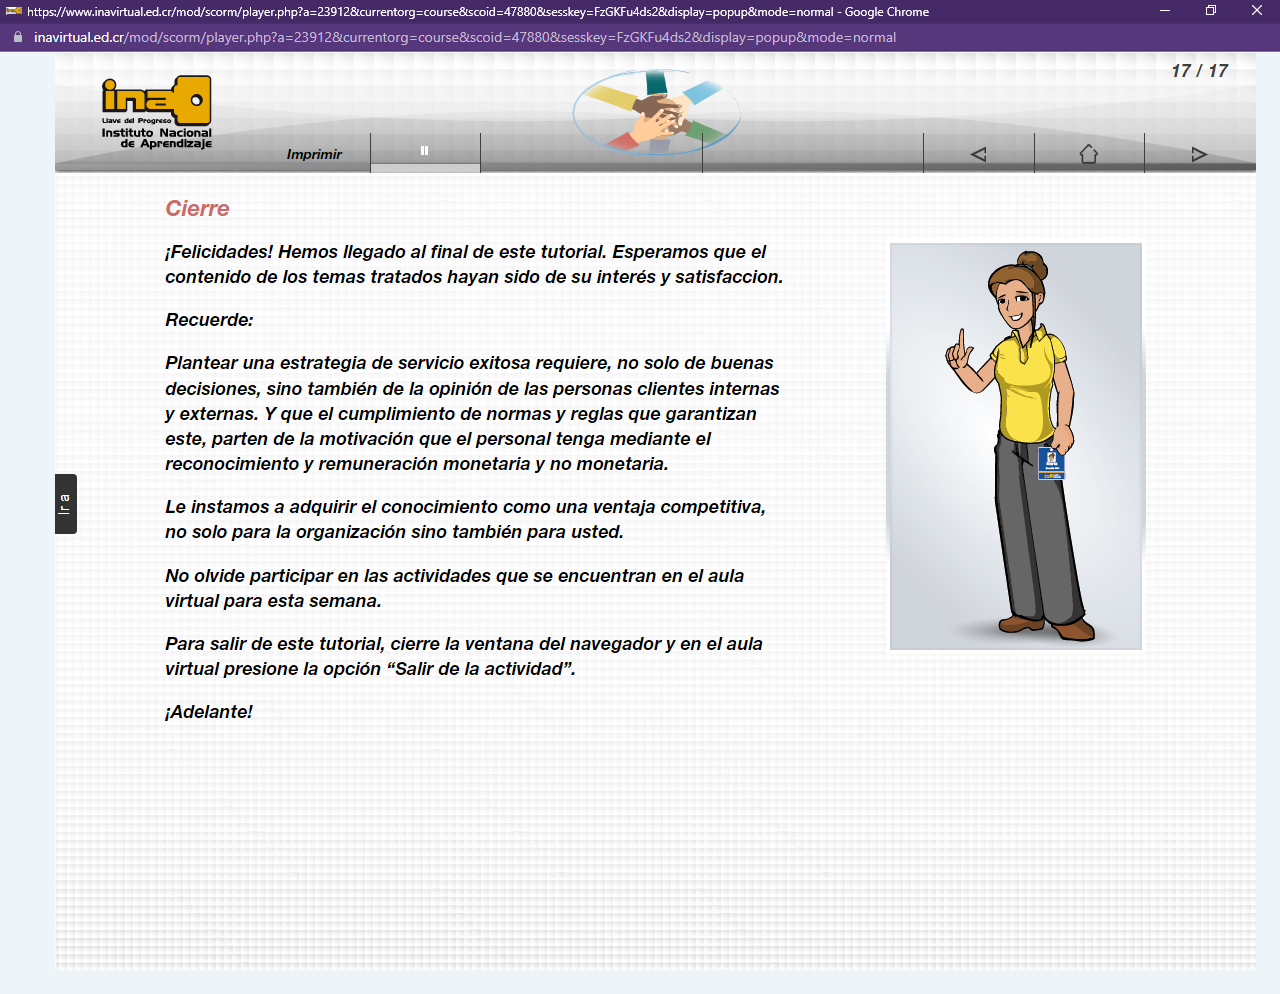 https://www.inavirtual.ed.cr/mod/scorm/player.php?a=23912&currentorg=course&scoid=47880&sesskey=FzGKFu4ds2&display=popup&mode=normal - Google Chrome
inavirtual.ed.cr/mod/scorm/player.php?a=23912&currentorg=course&scoid=47880&sesskey=FzGKFu4ds2&display=popup&mode=normal
17 / 17
ina
Llave del Progreso
Instituto Nacional
de Aprendizaje
Imprimir
Cierre
¡Felicidades! Hemos llegado al final de este tutorial. Esperamos que el
contenido de los temas tratados hayan sido de su interés y satisfaccion.
Recuerde:
Plantear una estrategia de servicio exitosa requiere, no solo de buenas
decisiones, sino también de la opinión de las personas clientes internas
y externas. Y que el cumplimiento de normas y reglas que garantizan
este, parten de la motivación que el personal tenga mediante el
reconocimiento y remuneración monetaria y no monetaria.
Le instamos a adquirir el conocimiento como una ventaja competitiva,
no solo para la organización sino también para usted.
No olvide participar en las actividades que se encuentran en el aula
virtual para esta semana.
Para salir de este tutorial, cierre la ventana del navegador y en el aula
virtual presione la opción “Salir de la actividad”.
¡Adelante!
Ir a